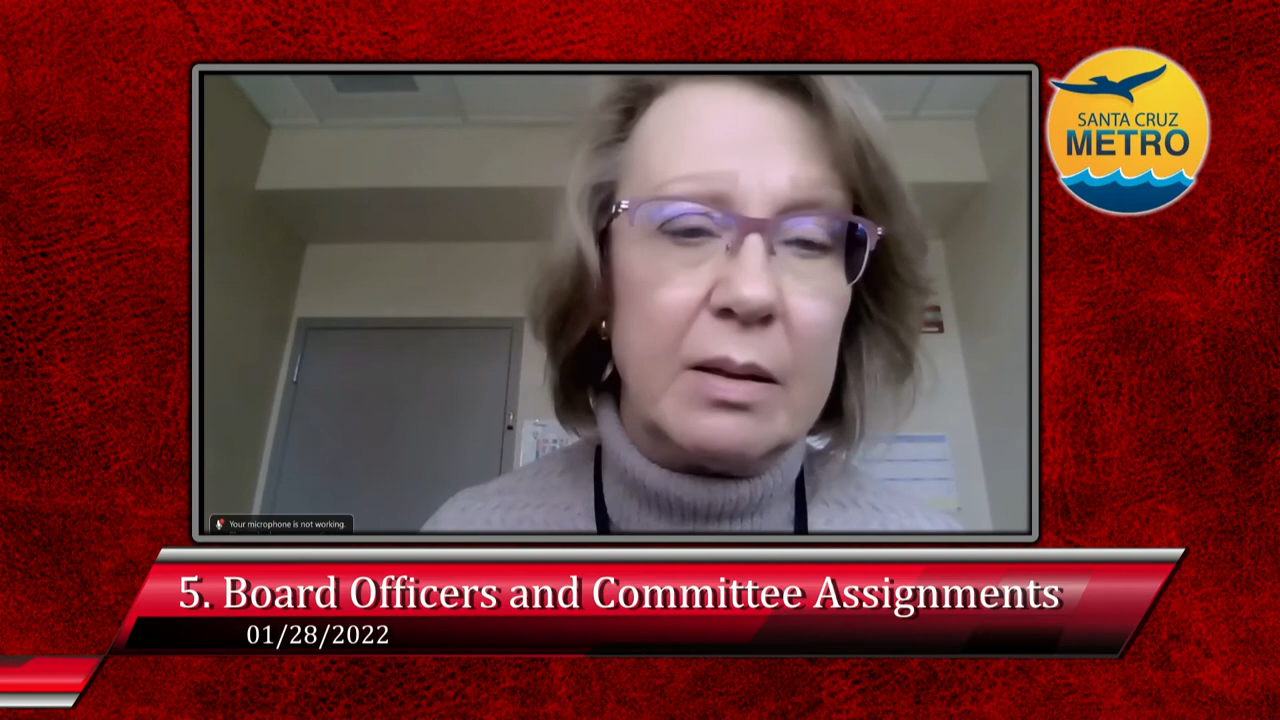 SANTA CRUZ
METRO
Your microphone is not working.
5. Board Officers and Committee Assignments
01/28/2022